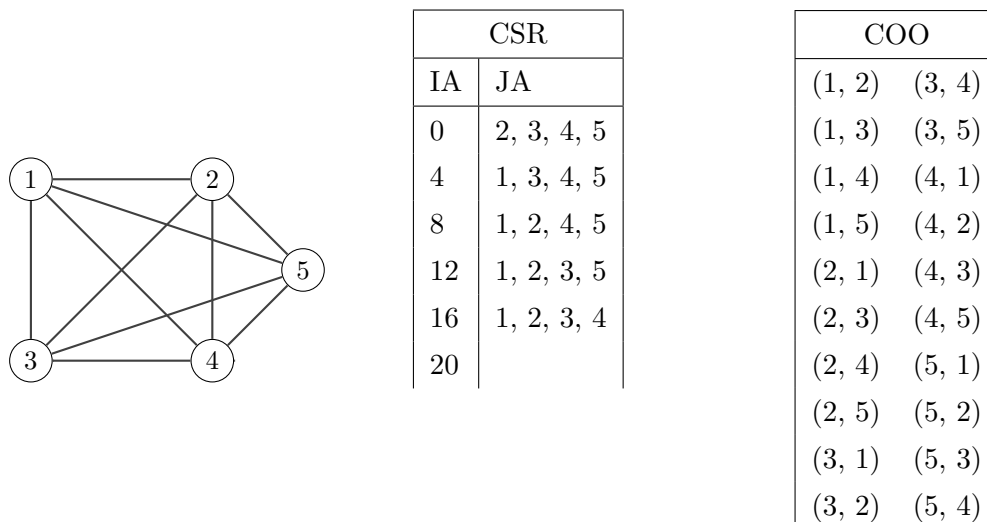 1
2
3
4
5
CSR
IA JA
0 2, 3, 4, 5
4 1, 3, 4, 5
8 1, 2, 4, 5
12 1, 2, 3, 5
16 1, 2, 3, 4
20
COO
(1, 2) (3, 4)
(1, 3) (3, 5)
(1, 4) (4, 1)
(1, 5) (4, 2)
(2, 1) (4, 3)
(2, 3) (4, 5)
(2, 4) (5, 1)
(2, 5) (5, 2)
(3, 1) (5, 3)
(3, 2) (5, 4)